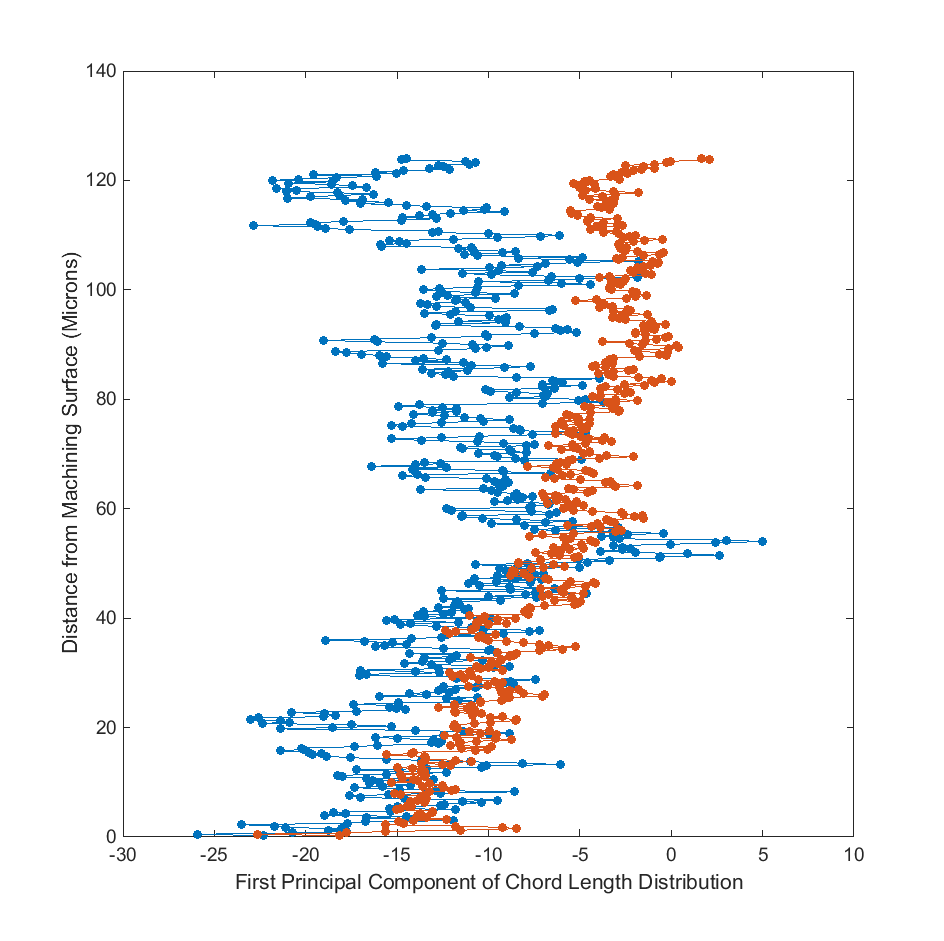 140
120
100
80
60
40
20
0
Distance from Machining Surface (Microns)
-30 -25 -20 -15 -10 -5 0 5 10
First Principal Component of Chord Length Distribution